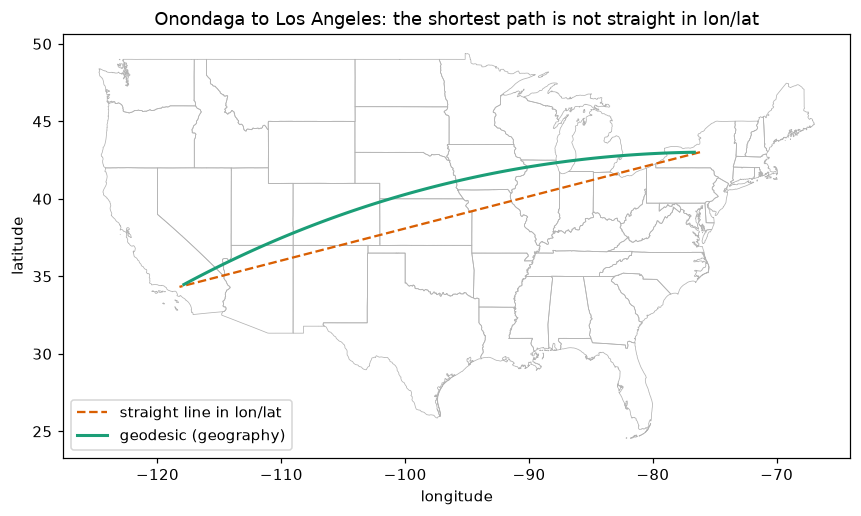 Onondaga to Los Angeles: the shortest path is not straight in lon/lat
50
45
40
35
30
25
latitude
straight line in lon/lat
geodesic (geography)
−120
−110
−100
−90
−80
−70
longitude